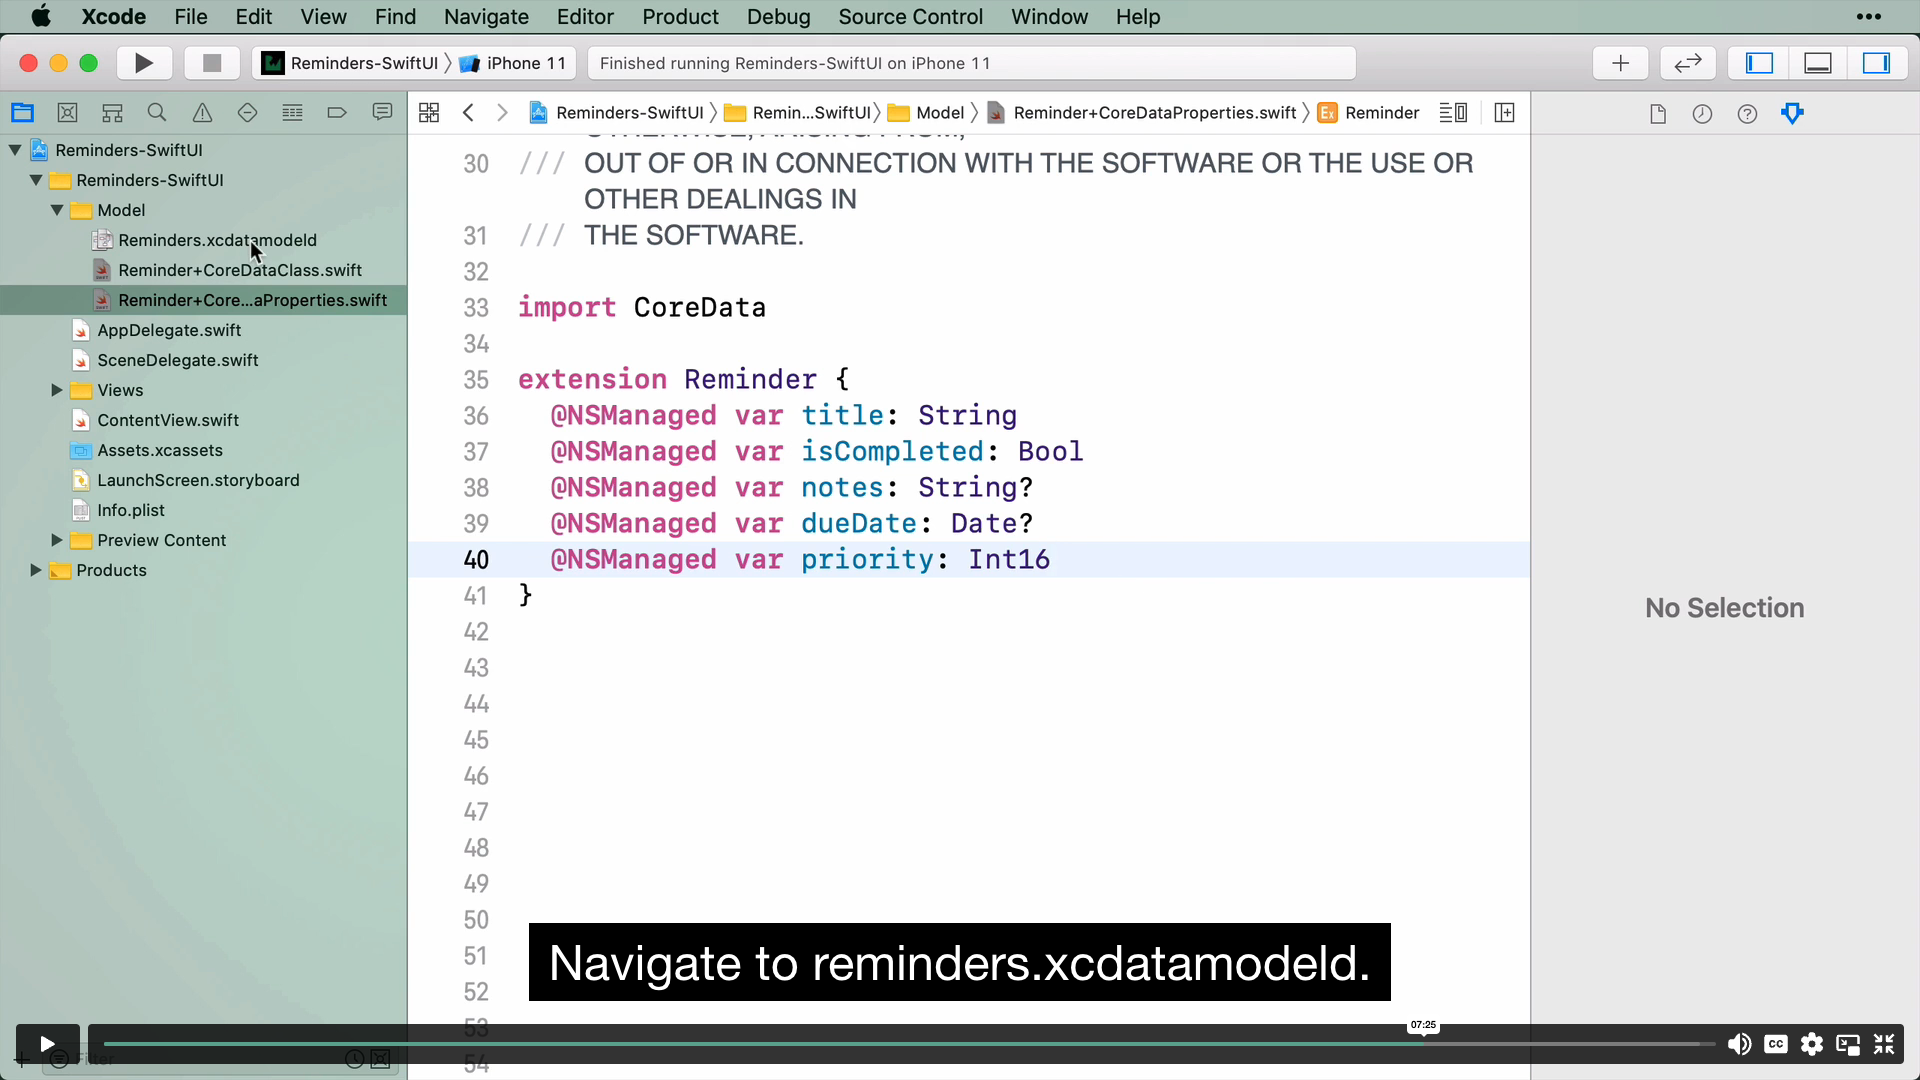 Xcode File Edit View Find Navigate Editor Product Debug Source Control Window Help •••
Reminders-SwiftUI 〉 iPhone 11
Finished running Reminders-SwiftUI on iPhone 11
Reminders-SwiftUI 〉 Remin...SwiftUI 〉 Model 〉 Reminder+CoreDataProperties.swift 〉 Ex Reminder
Reminders-SwiftUI
Reminders-SwiftUI
Model
Reminders.xcdatamodeld
Reminder+CoreDataClass.swift
Reminder+Core...aProperties.swift
AppDelegate.swift
SceneDelegate.swift
Views
ContentView.swift
Assets.xcassets
LaunchScreen.storyboard
Info.plist
Preview Content
Products
Filter
OTHERWISE, ARISING FROM,
30 /// OUT OF OR IN CONNECTION WITH THE SOFTWARE OR THE USE OR
OTHER DEALINGS IN
31 /// THE SOFTWARE.
32
33 import CoreData
34
35 extension Reminder {
36 @NSManaged var title: String
37 @NSManaged var isCompleted: Bool
38 @NSManaged var notes: String?
39 @NSManaged var dueDate: Date?
40 @NSManaged var priority: Int16
41 }
42
43
44
45
46
47
48
49
50
51
52
53
54
No Selection
Navigate to reminders.xcdatamodeld.
07:25
CC